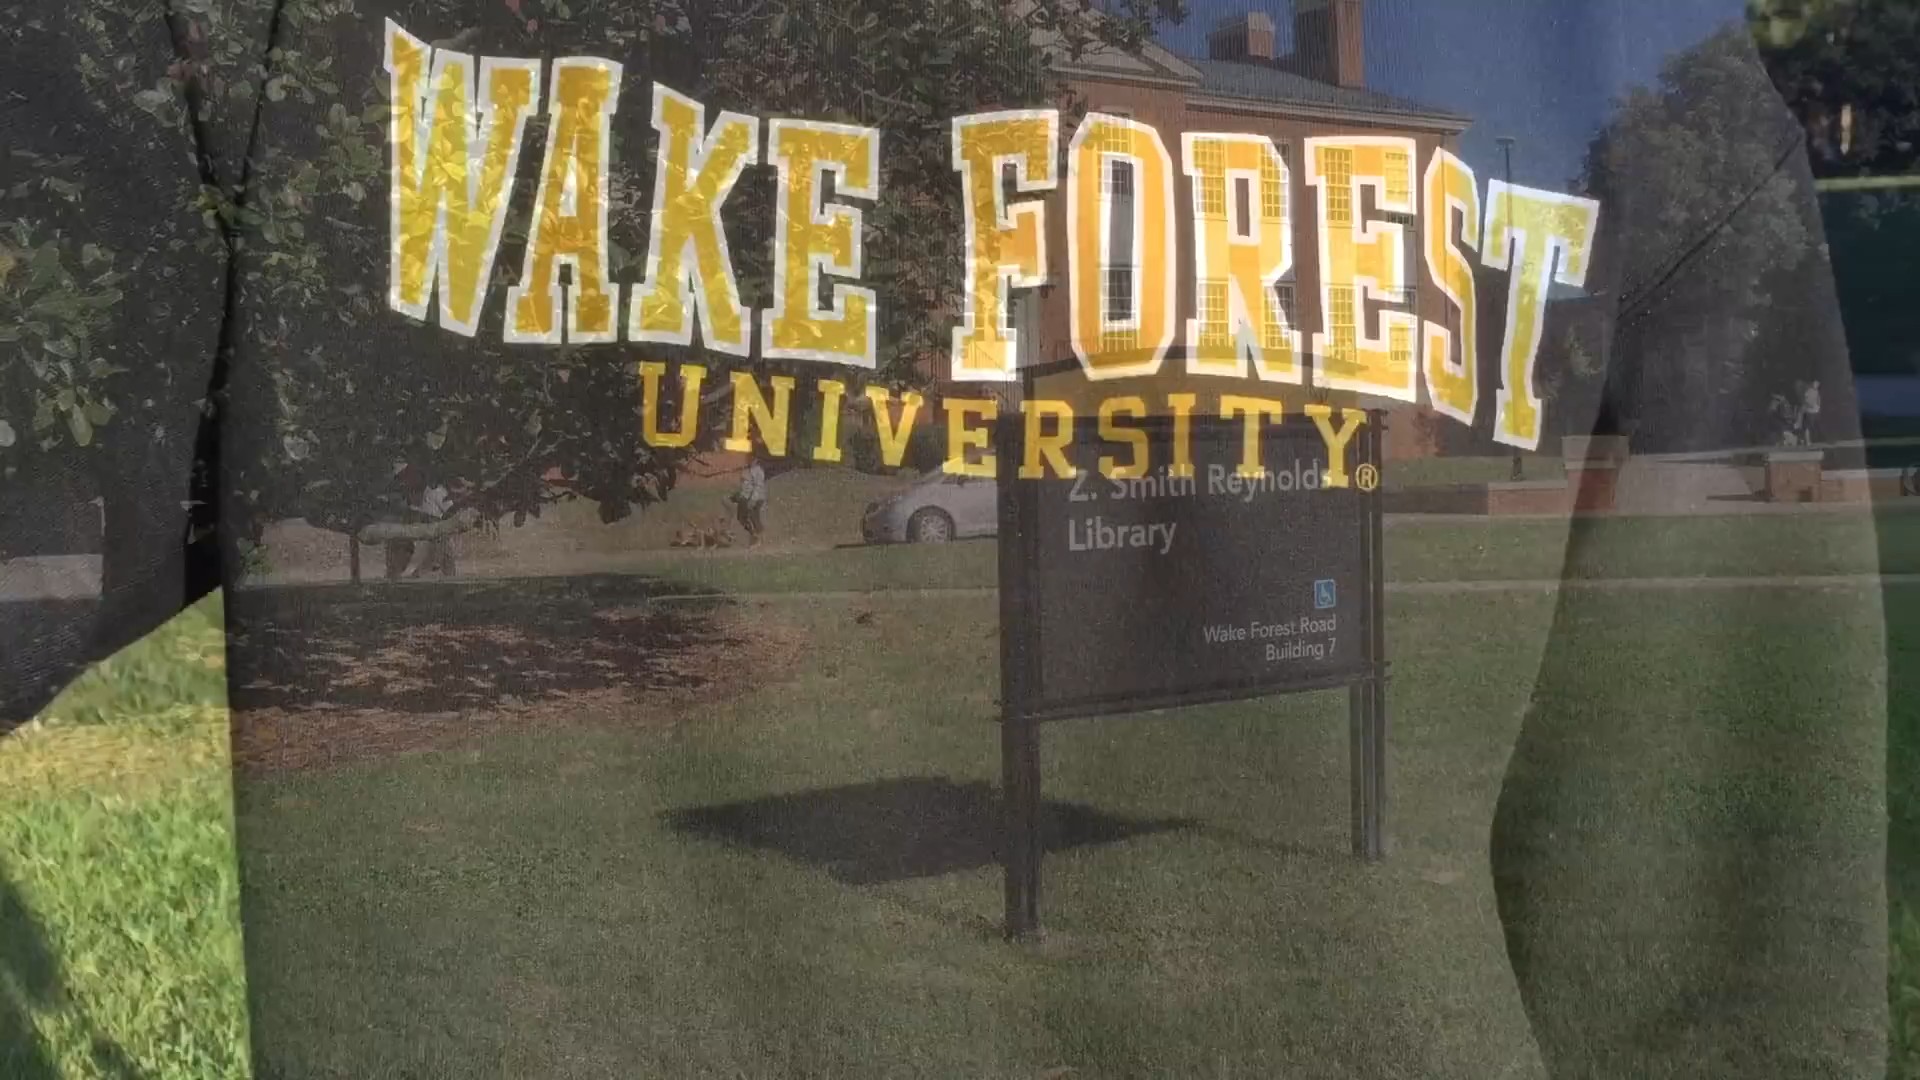 WAKE FOREST
UNIVERSITY®
Z. Smith Reynolds
Library
Wake Forest Road
Building 7